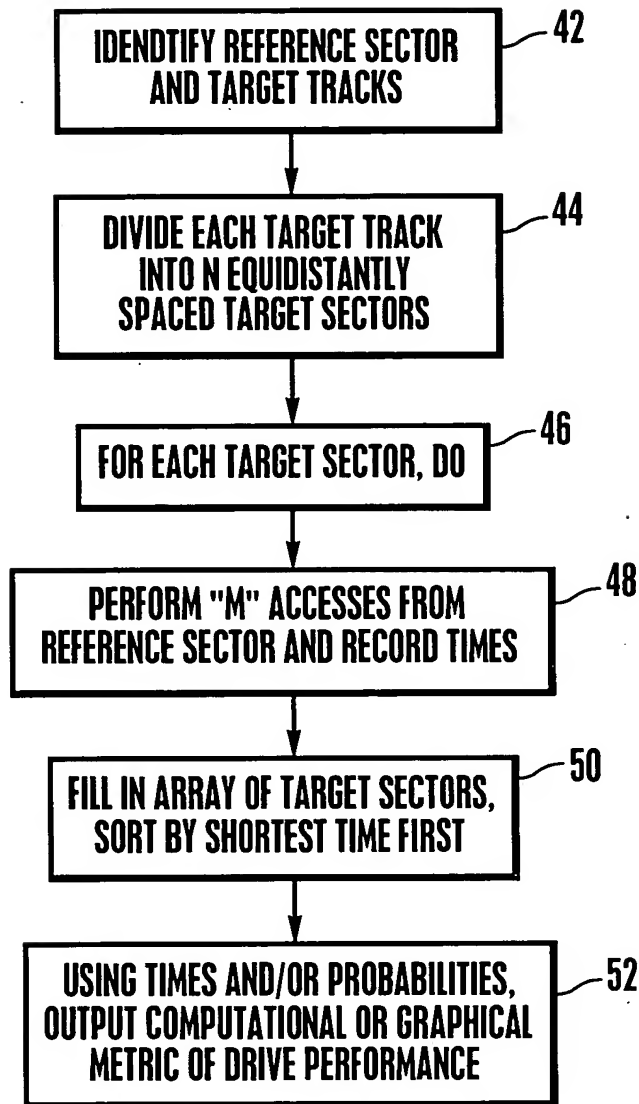 IDENDTIFY REFERENCE SECTOR
AND TARGET TRACKS
42
DIVIDE EACH TARGET TRACK
INTO N EQUIDISTANTLY
SPACED TARGET SECTORS
44
FOR EACH TARGET SECTOR, DO
46
PERFORM "M" ACCESSES FROM
REFERENCE SECTOR AND RECORD TIMES
48
FILL IN ARRAY OF TARGET SECTORS,
SORT BY SHORTEST TIME FIRST
50
USING TIMES AND/OR PROBABILITIES,
OUTPUT COMPUTATIONAL OR GRAPHICAL
METRIC OF DRIVE PERFORMANCE
52